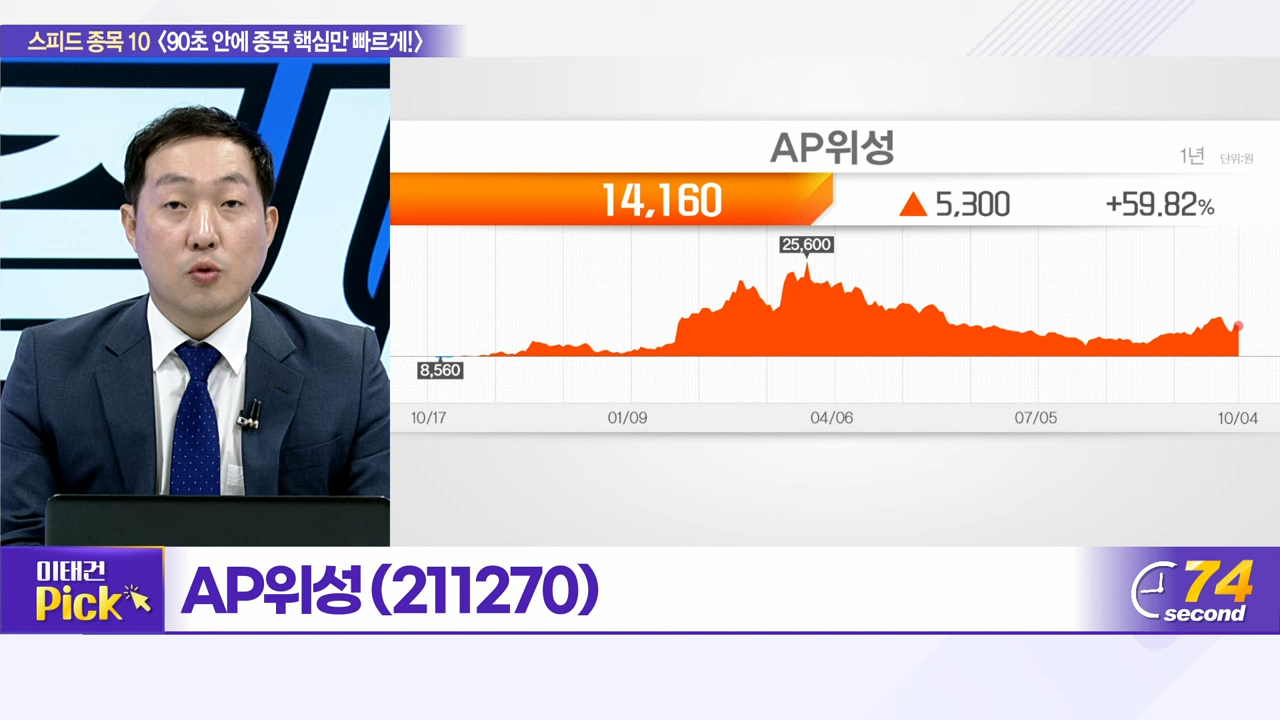 스피드 종목 10 〈90초 안에 종목 핵심만 빠르게!〉
AP위성
1년 단위:원
14,160 ▲ 5,300 +59.82%
25,600
8,560
10/17 01/09 04/06 07/05 10/04
이태건
Pick
AP위성(211270)
74
second